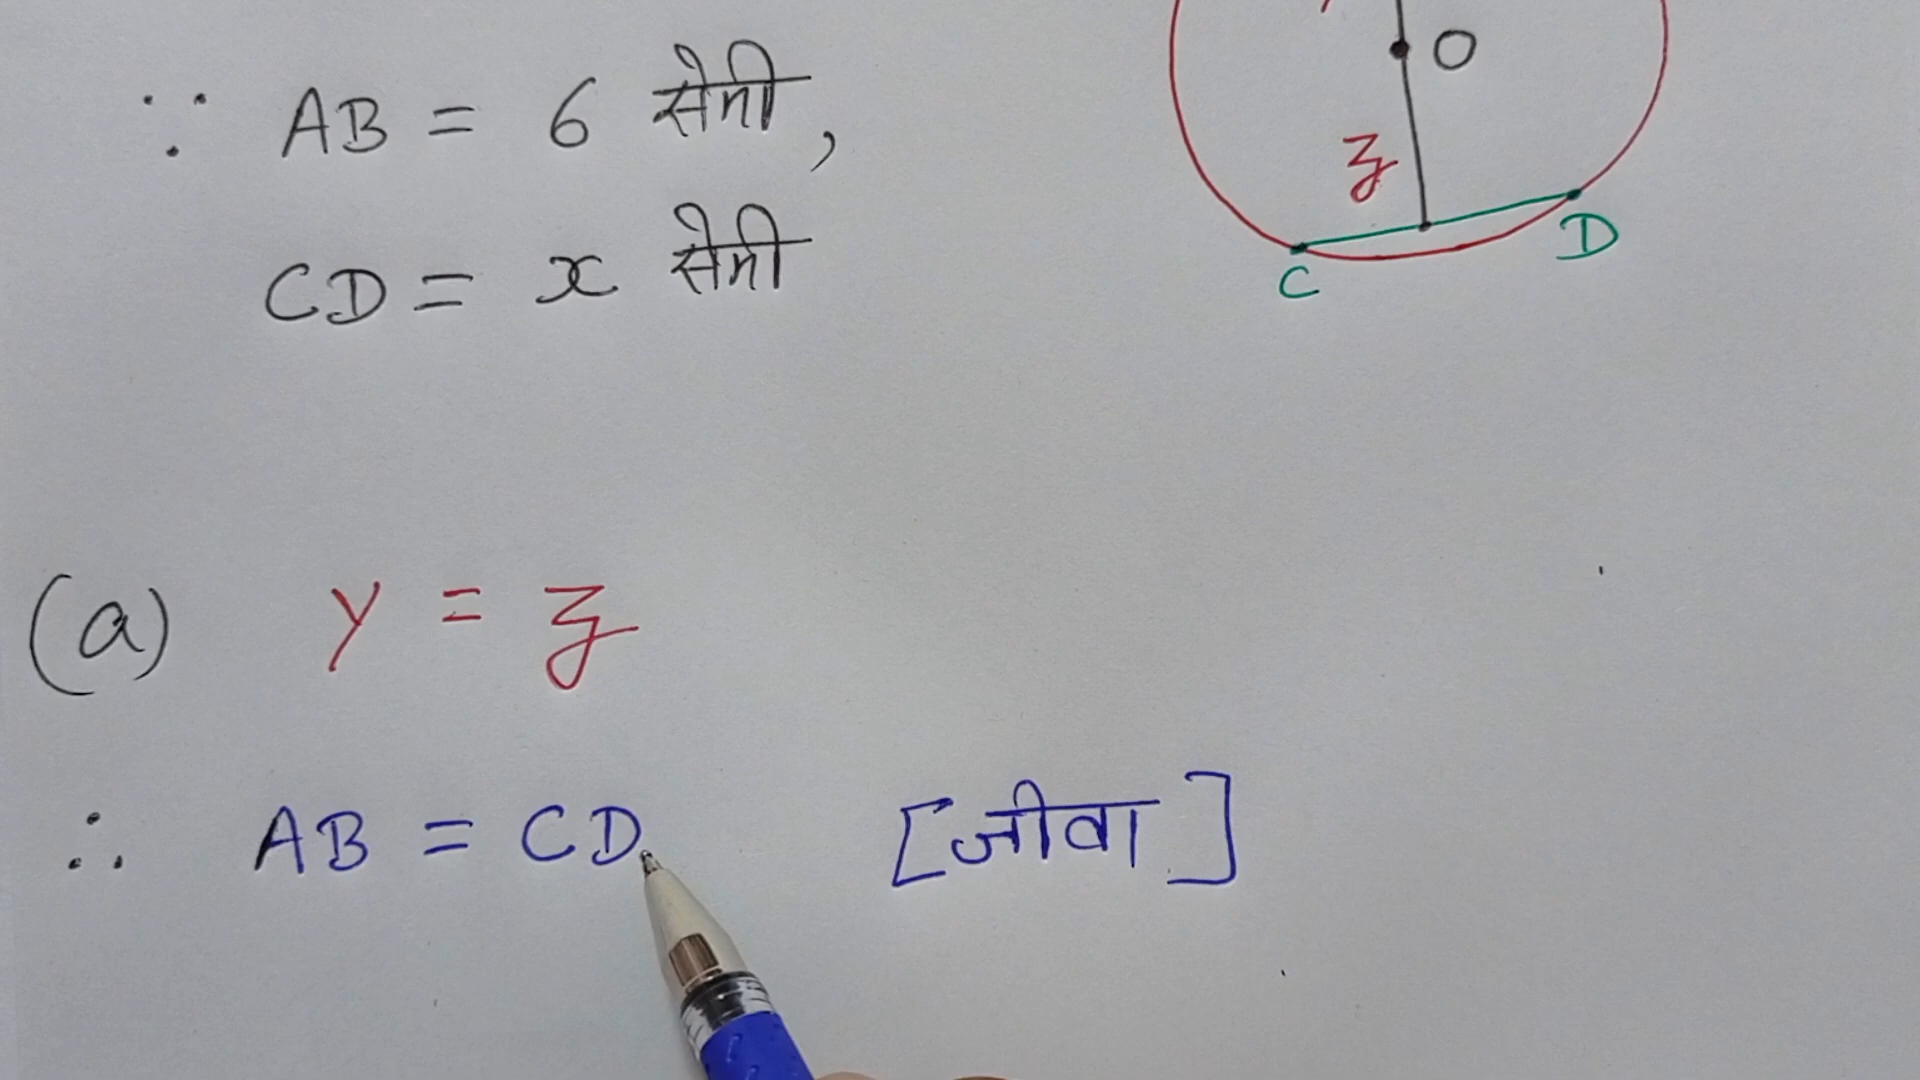 ∵ AB = 6 सेमी,
CD = x सेमी
O
z
C
D
(a) y = z
∴ AB = CD [जीवा]